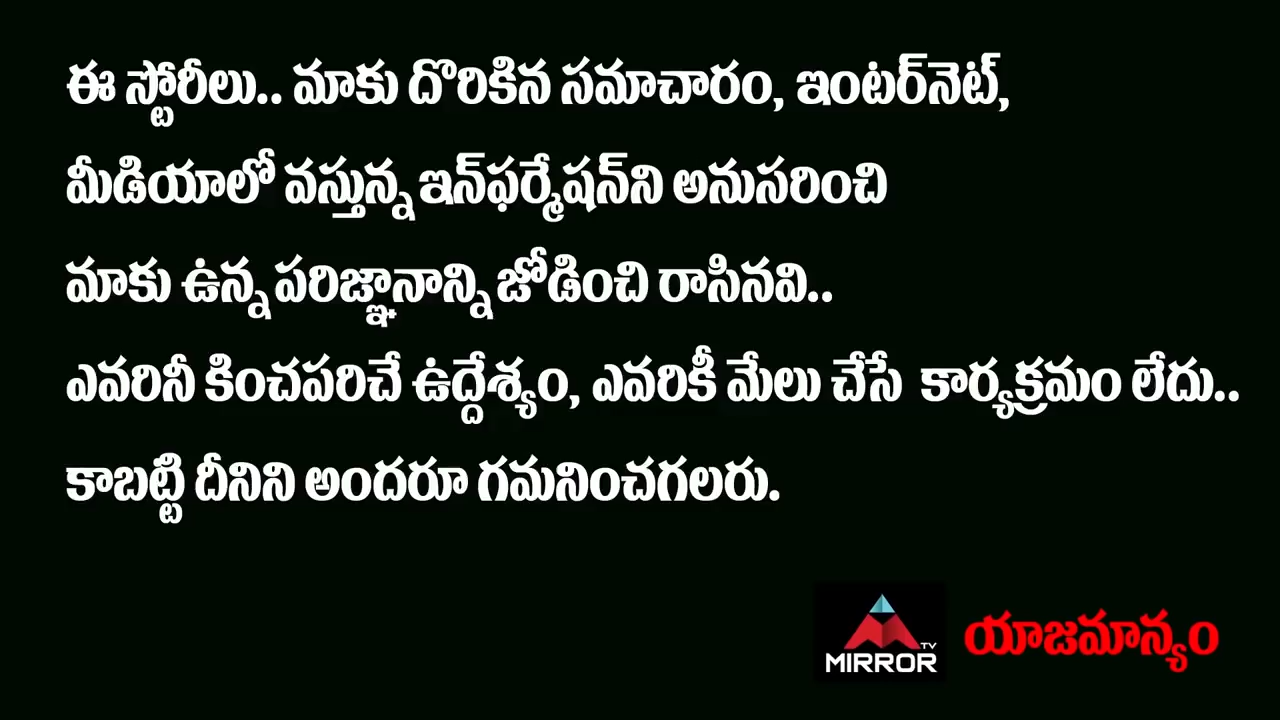 ఈ స్టోరీలు.. మాకు దొరికిన సమాచారం, ఇంటర్‌నెట్,
మీడియాలో వస్తున్న ఇన్‌ఫర్మేషన్‌ని అనుసరించి
మాకు ఉన్న పరిజ్ఞానాన్ని జోడించి రాసినవి..
ఎవరినీ కించపరిచే ఉద్దేశ్యం, ఎవరికీ మేలు చేసే కార్యక్రమం లేదు..
కాబట్టి దీనిని అందరూ గమనించగలరు.
యాజమాన్యం
TV
MIRROR